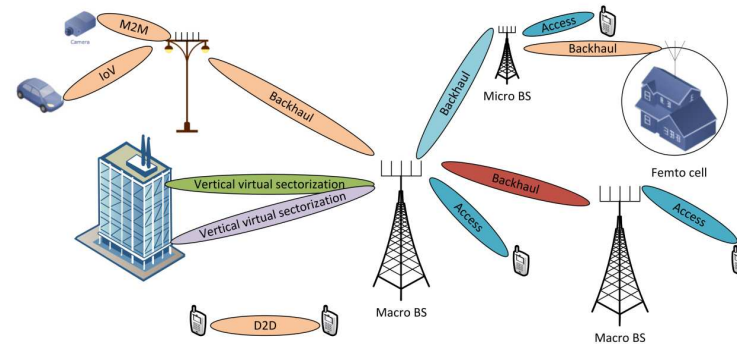 M2M
Access
Camera
Backhaul
IoV
Backhaul
Backhaul
Micro BS
Femto cell
Vertical virtual sectorization
Backhaul
Vertical virtual sectorization
Access
Access
Macro BS
D2D
Macro BS